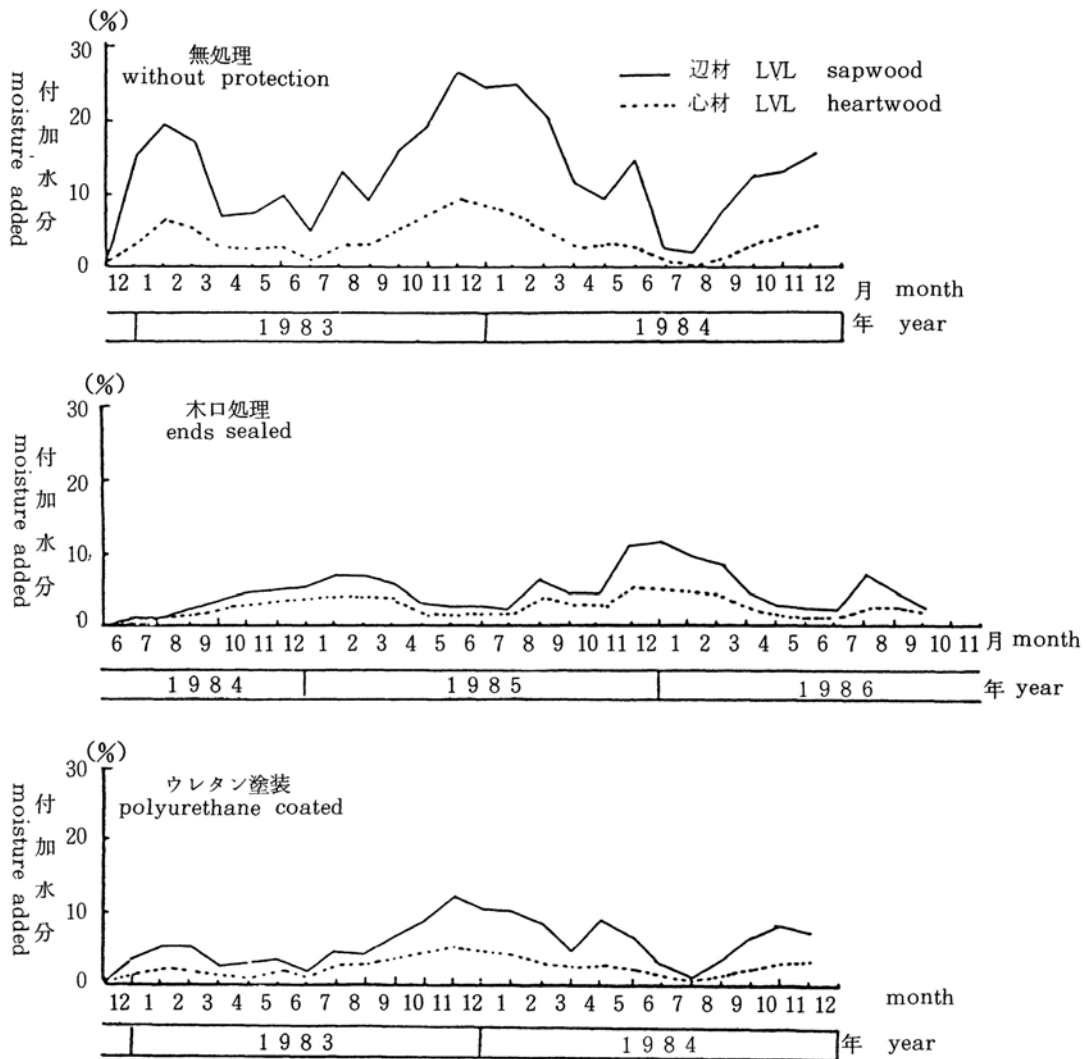 (%)
30
20
10
0
付加水分
moisture added
無処理
without protection
辺材 LVL sapwood
心材 LVL heartwood
12 1 2 3 4 5 6 7 8 9 10 11 12 1 2 3 4 5 6 7 8 9 10 11 12 月 month
1983 1984 年 year
(%)
30
20
10
0
付加水分
moisture added
木口処理
ends sealed
6 7 8 9 10 11 12 1 2 3 4 5 6 7 8 9 10 11 12 1 2 3 4 5 6 7 8 9 10 11 月 month
1984 1985 1986 年 year
(%)
30
20
10
0
付加水分
moisture added
ウレタン塗装
polyurethane coated
12 1 2 3 4 5 6 7 8 9 10 11 12 1 2 3 4 5 6 7 8 9 10 11 12 month
1983 1984 年 year